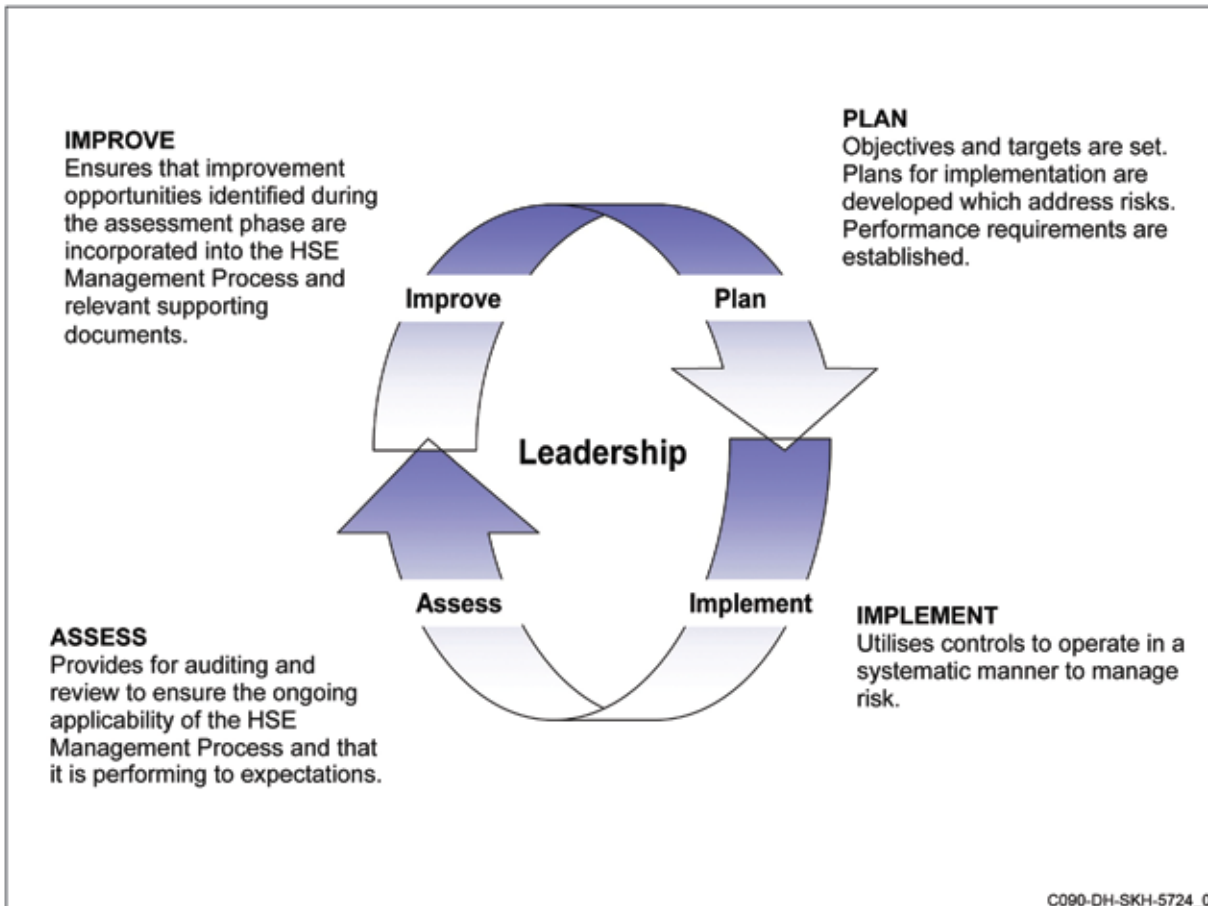 IMPROVE
Ensures that improvement
opportunities identified during
the assessment phase are
incorporated into the HSE
Management Process and
relevant supporting
documents.
PLAN
Objectives and targets are set.
Plans for implementation are
developed which address risks.
Performance requirements are
established.
Improve
Plan
Leadership
Assess
Implement
ASSESS
Provides for auditing and
review to ensure the ongoing
applicability of the HSE
Management Process and that
it is performing to expectations.
IMPLEMENT
Utilises controls to operate in a
systematic manner to manage
risk.
C090-DH-SKH-5724_0